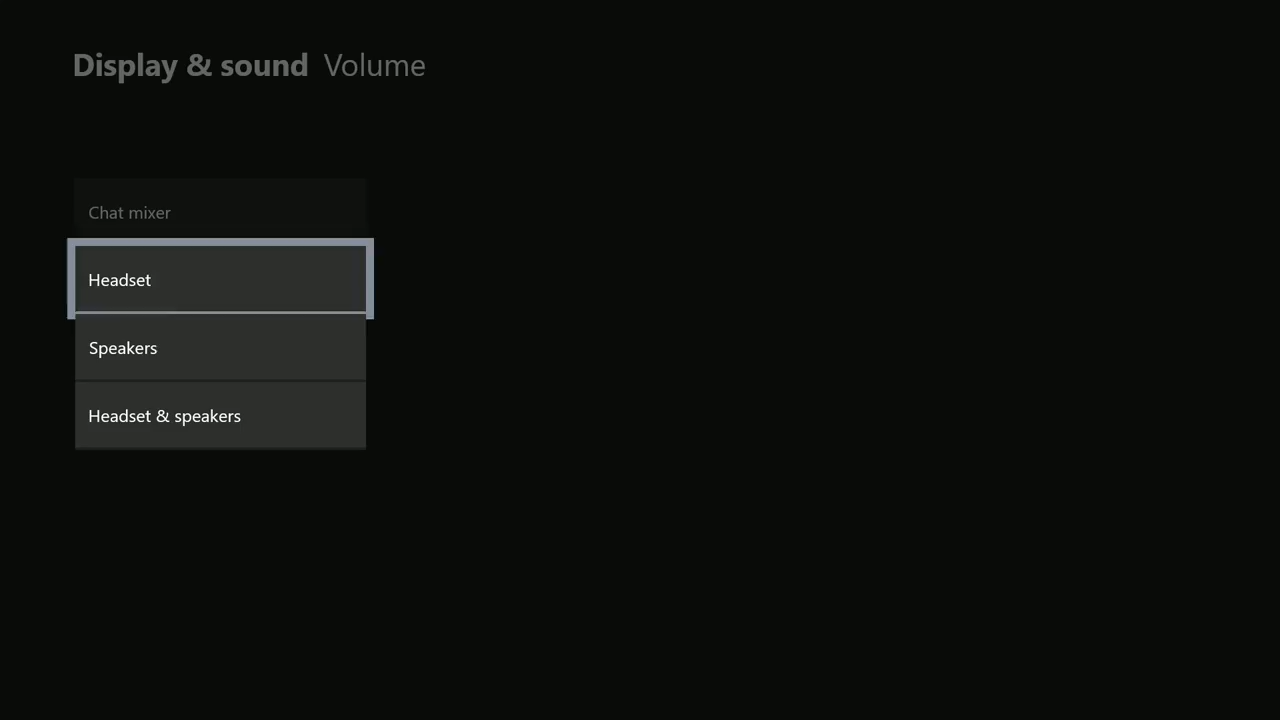 Display & sound Volume
Chat mixer
Headset
Speakers
Headset & speakers